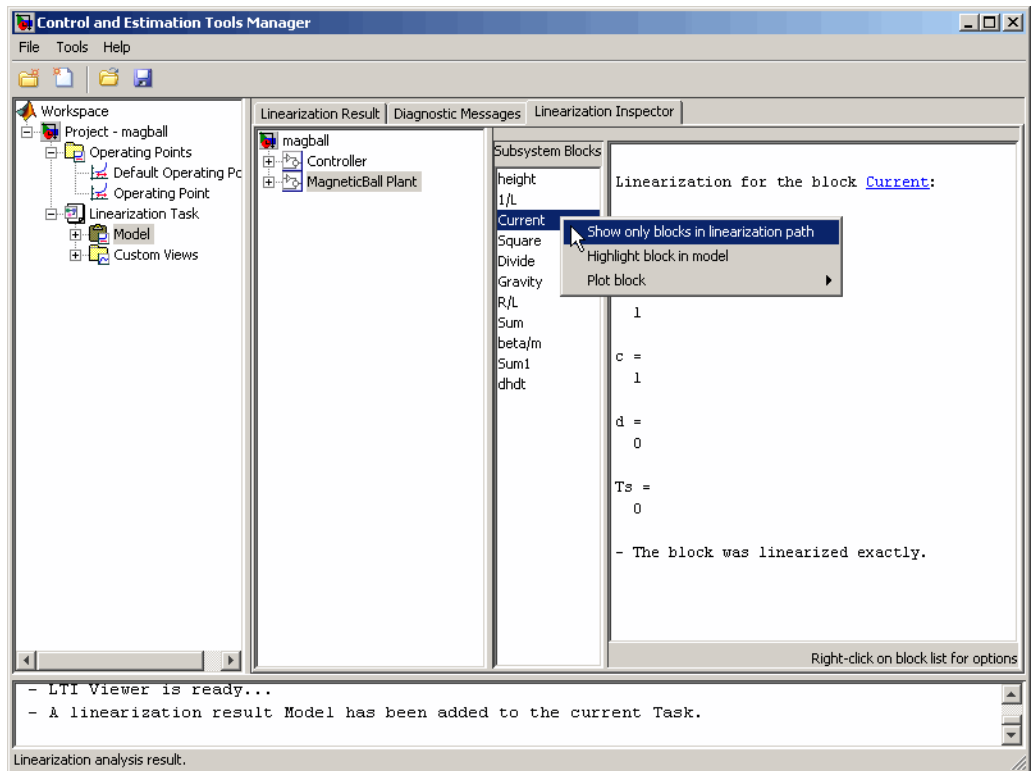 Control and Estimation Tools Manager
File Tools Help
Workspace
Project - magball
Operating Points
Default Operating Pc
Operating Point
Linearization Task
Model
Custom Views
Linearization Result
Diagnostic Messages
Linearization Inspector
magball
Controller
MagneticBall Plant
Subsystem Blocks
height
1/L
Current
Square
Divide
Gravity
R/L
Sum
beta/m
Sum1
dhdt
Show only blocks in linearization path
Highlight block in model
Plot block
Linearization for the block Current:
1
c =
1
d =
0
Ts =
0
- The block was linearized exactly.
Right-click on block list for options
- LTI Viewer is ready...
- A linearization result Model has been added to the current Task.
Linearization analysis result.